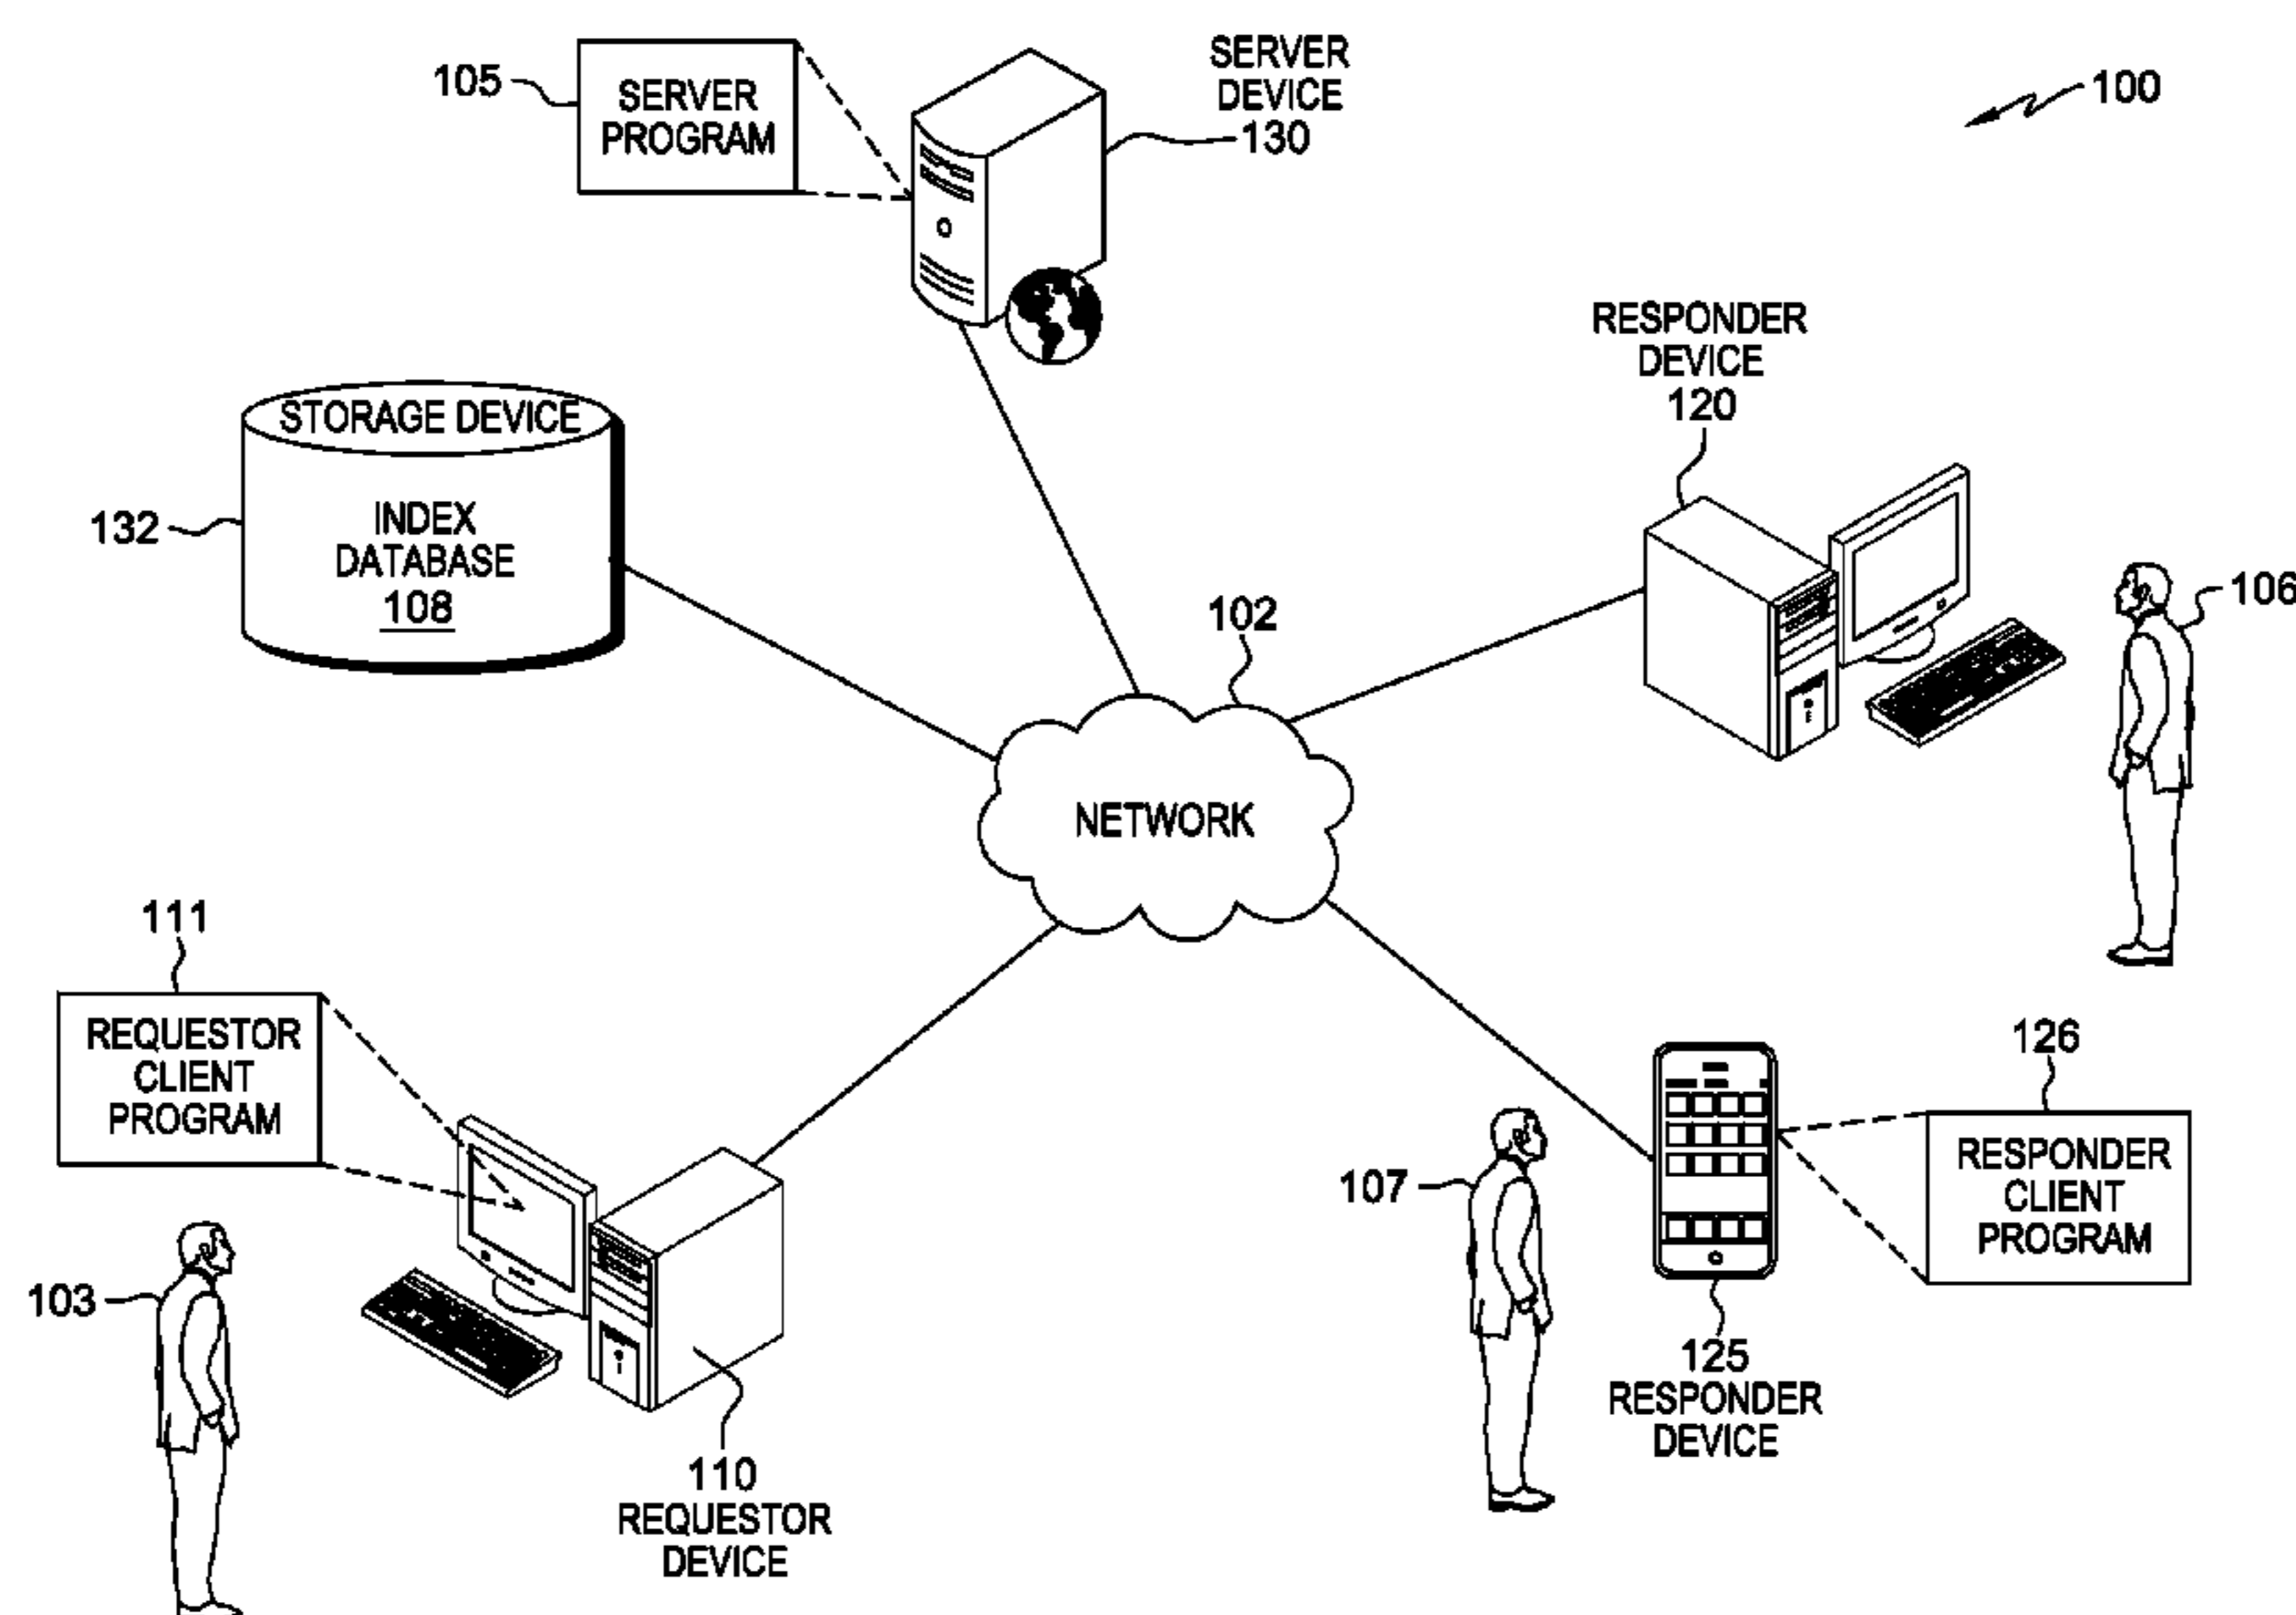 105
SERVER
PROGRAM
SERVER
DEVICE
130
100
RESPONDER
DEVICE
120
STORAGE DEVICE
INDEX
DATABASE
108
132
102
106
NETWORK
111
REQUESTOR
CLIENT
PROGRAM
126
RESPONDER
CLIENT
PROGRAM
107
103
125
RESPONDER
DEVICE
110
REQUESTOR
DEVICE